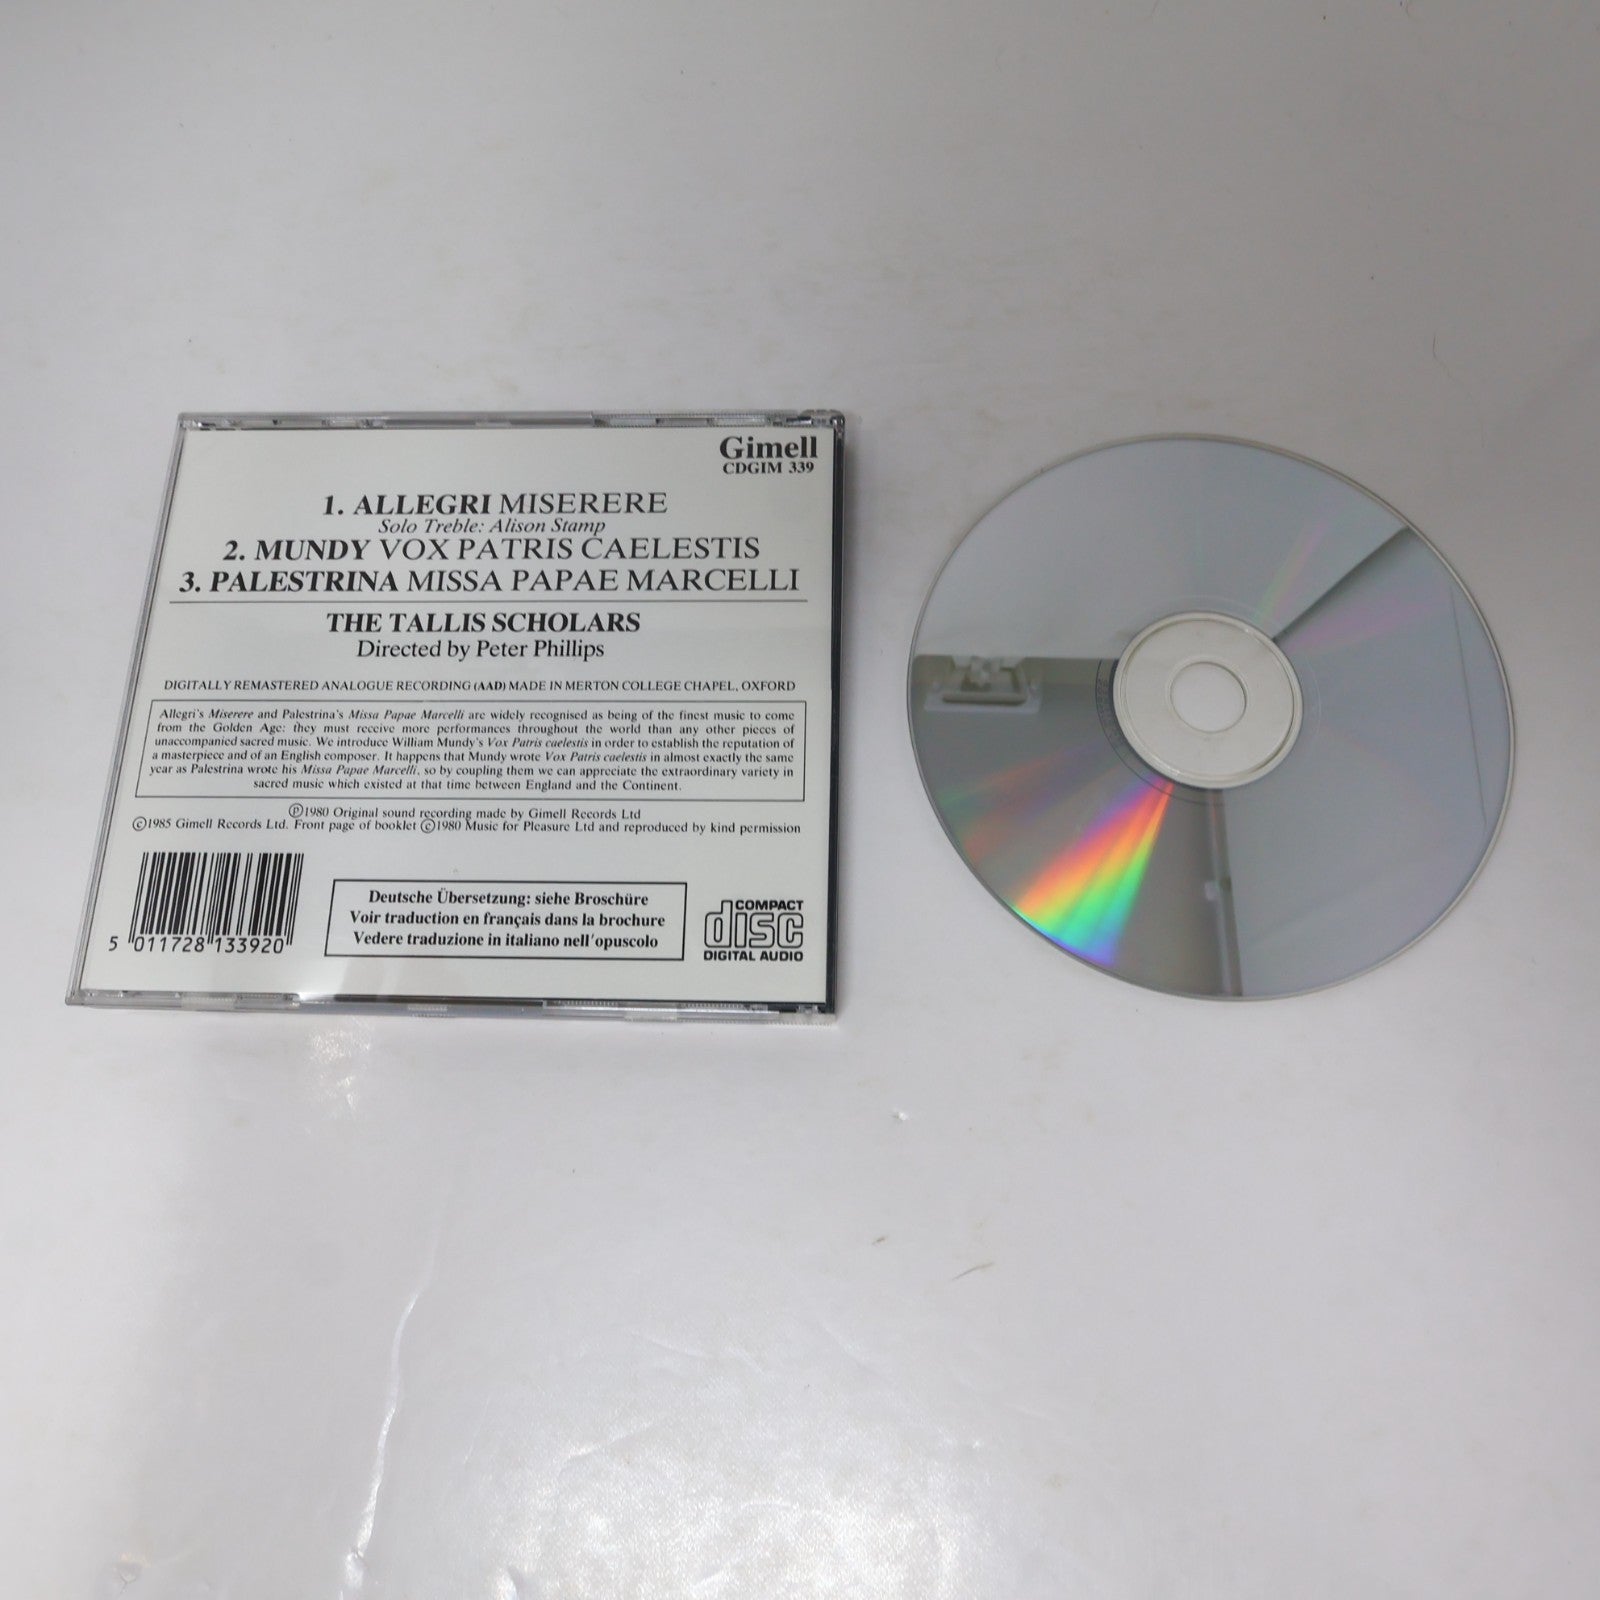 Gimell
CDGIM 339
1. ALLEGRI MISERERE
Solo Treble: Alison Stamp
2. MUNDY VOX PATRIS CAELESTIS
3. PALESTRINA MISSA PAPAE MARCELLI
THE TALLIS SCHOLARS
Directed by Peter Phillips
DIGITALLY REMASTERED ANALOGUE RECORDING (AAD) MADE IN MERTON COLLEGE CHAPEL, OXFORD
Allegri's Miserere and Palestrina's Missa Papae Marcelli are widely recognised as being of the finest music to come
from the Golden Age: they must receive more performances throughout the world than any other pieces of
unaccompanied sacred music. We introduce William Mundy's Vox Patris caelestis in order to establish the reputation of
a masterpiece and of an English composer. It happens that Mundy wrote Vox Patris caelestis in almost exactly the same
year as Palestrina wrote his Missa Papae Marcelli, so by coupling them we can appreciate the extraordinary variety in
sacred music which existed at that time between England and the Continent.
℗1980 Original sound recording made by Gimell Records Ltd
©1985 Gimell Records Ltd. Front page of booklet ©1980 Music for Pleasure Ltd and reproduced by kind permission
5 011728 133920
Deutsche Übersetzung: siehe Broschüre
Voir traduction en français dans la brochure
Vedere traduzione in italiano nell'opuscolo
COMPACT
disc
DIGITAL AUDIO